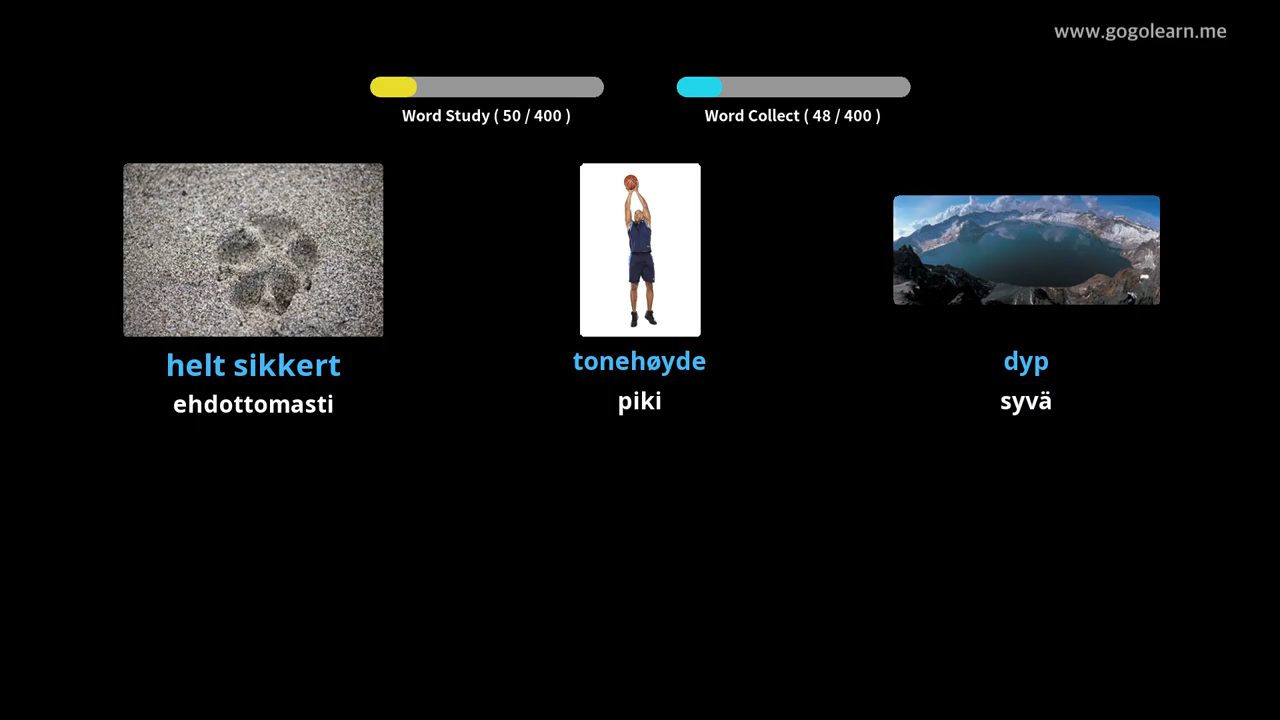 www.gogolearn.me
Word Study ( 50 / 400 )
Word Collect ( 48 / 400 )
helt sikkert
ehdottomasti
tonehøyde
piki
dyp
syvä